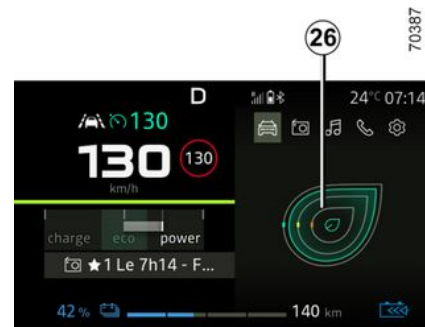 70387
26
D
24°C 07:14
130
130
130
km/h
charge eco power
★1 Le 7h14 - F...
42 %
140 km